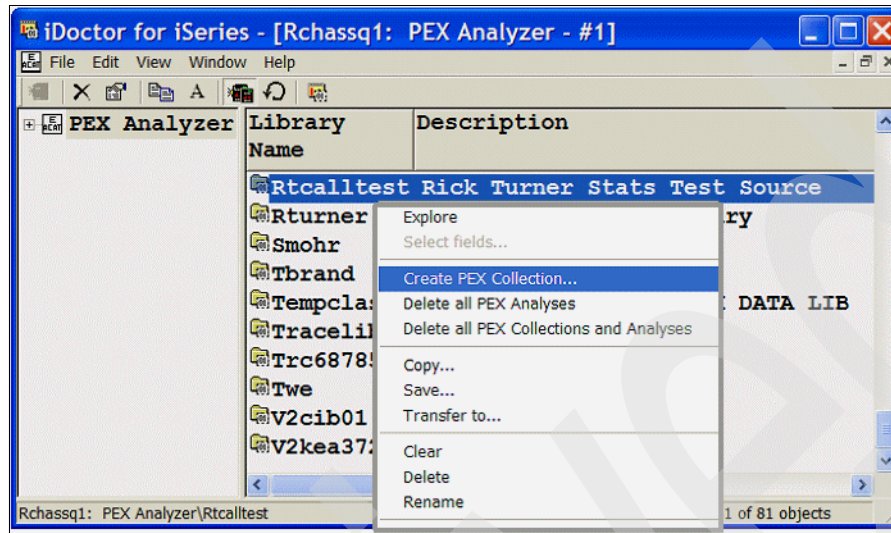 iDoctor for iSeries - [Rchassq1: PEX Analyzer - #1]
File Edit View Window Help
PEX Analyzer
Library Name
Description
Rtcalltest Rick Turner Stats Test Source
Rturner ry
Smohr
Tbrand
DATA LIB
Trc6878
Twe
V2cib01
V2kea372
Explore
Select fields...
Create PEX Collection...
Delete all PEX Analyses
Delete all PEX Collections and Analyses
Copy...
Save...
Transfer to...
Clear
Delete
Rename
Rchassq1: PEX Analyzer\Rtcalltest
1 of 81 objects